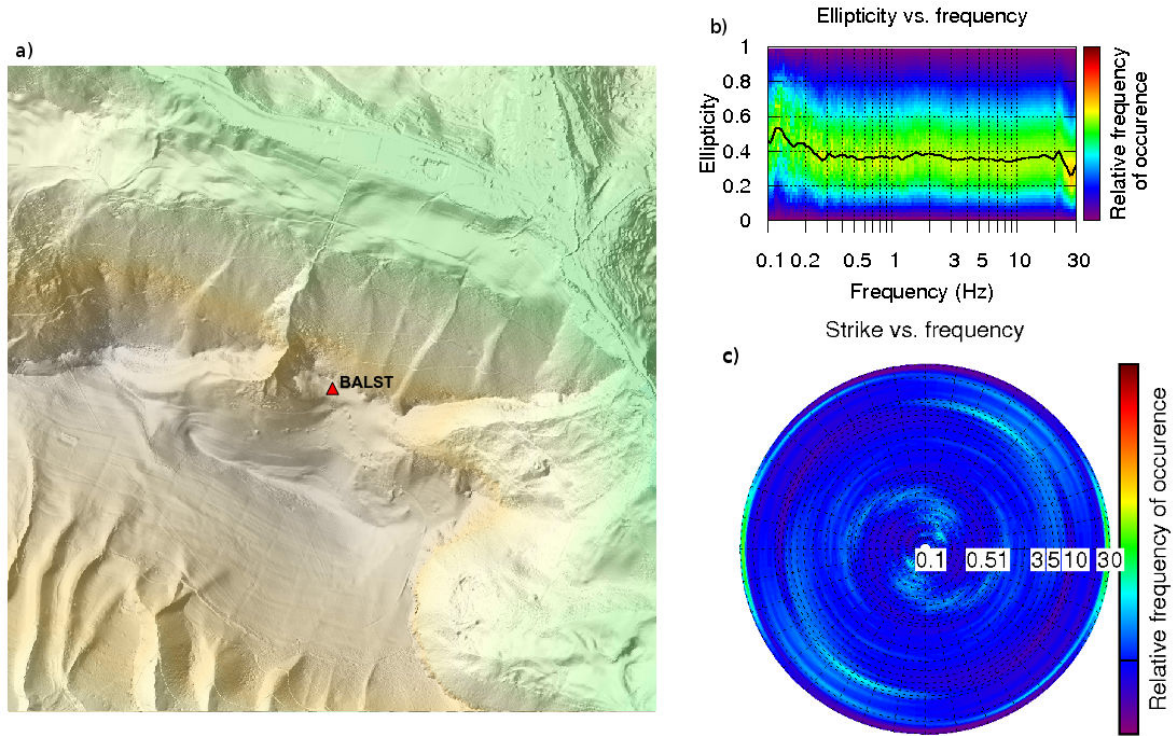 a)
BALST
b)
Ellipticity vs. frequency
Ellipticity
1
0.8
0.6
0.4
0.2
0
0.1 0.2 0.5 1 3 5 10 30
Frequency (Hz)
Relative frequency
of occurence
Strike vs. frequency
c)
0.1 0.51 35 10 30
Relative frequency of occurence